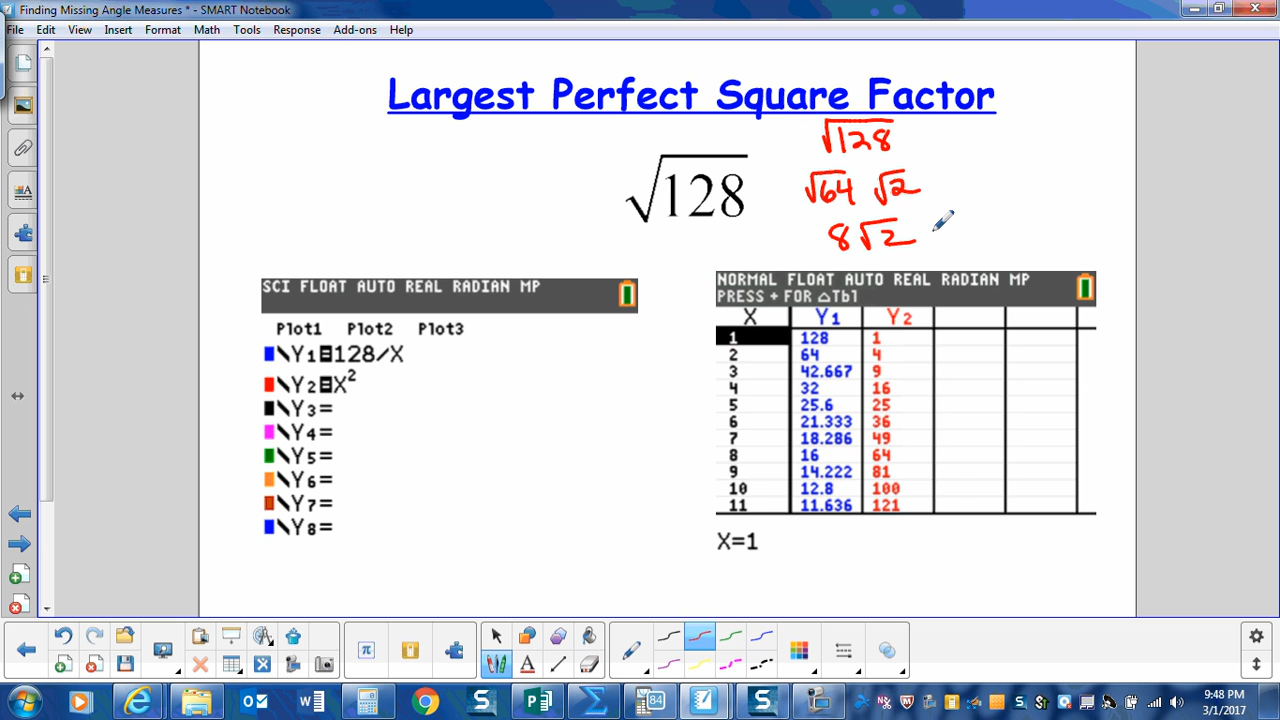 Finding Missing Angle Measures * - SMART Notebook
File Edit View Insert Format Math Tools Response Add-ons Help
Largest Perfect Square Factor
√128
√128
√64 √2
8√2
SCI FLOAT AUTO REAL RADIAN MP
Plot1 Plot2 Plot3
\Y₁=128/X
\Y₂=X²
\Y₃=
\Y₄=
\Y₅=
\Y₆=
\Y₇=
\Y₈=
NORMAL FLOAT AUTO REAL RADIAN MP
PRESS + FOR △Tbl
X Y₁ Y₂
1 128 1
2 64 4
3 42.667 9
4 32 16
5 25.6 25
6 21.333 36
7 18.286 49
8 16 64
9 14.222 81
10 12.8 100
11 11.636 121
X=1
9:48 PM
3/1/2017